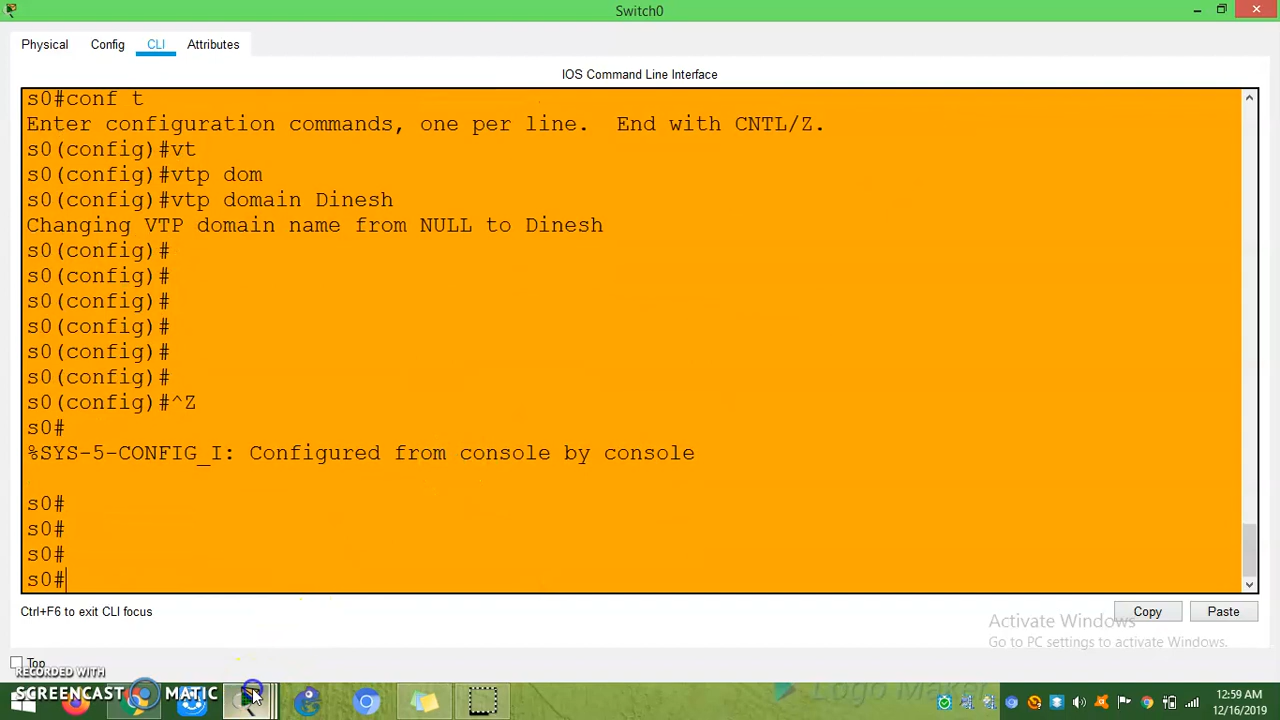 Switch0
Physical Config CLI Attributes
IOS Command Line Interface
s0#conf t
Enter configuration commands, one per line.  End with CNTL/Z.
s0(config)#vt
s0(config)#vtp dom
s0(config)#vtp domain Dinesh
Changing VTP domain name from NULL to Dinesh
s0(config)#
s0(config)#
s0(config)#
s0(config)#
s0(config)#
s0(config)#
s0(config)#^Z
s0#
%SYS-5-CONFIG_I: Configured from console by console
s0#
s0#
s0#
s0#
Ctrl+F6 to exit CLI focus
Copy Paste
Activate Windows
Go to PC settings to activate Windows.
Top
RECORDED WITH
SCREENCAST MATIC
Logo Maker
12:59 AM
12/16/2019